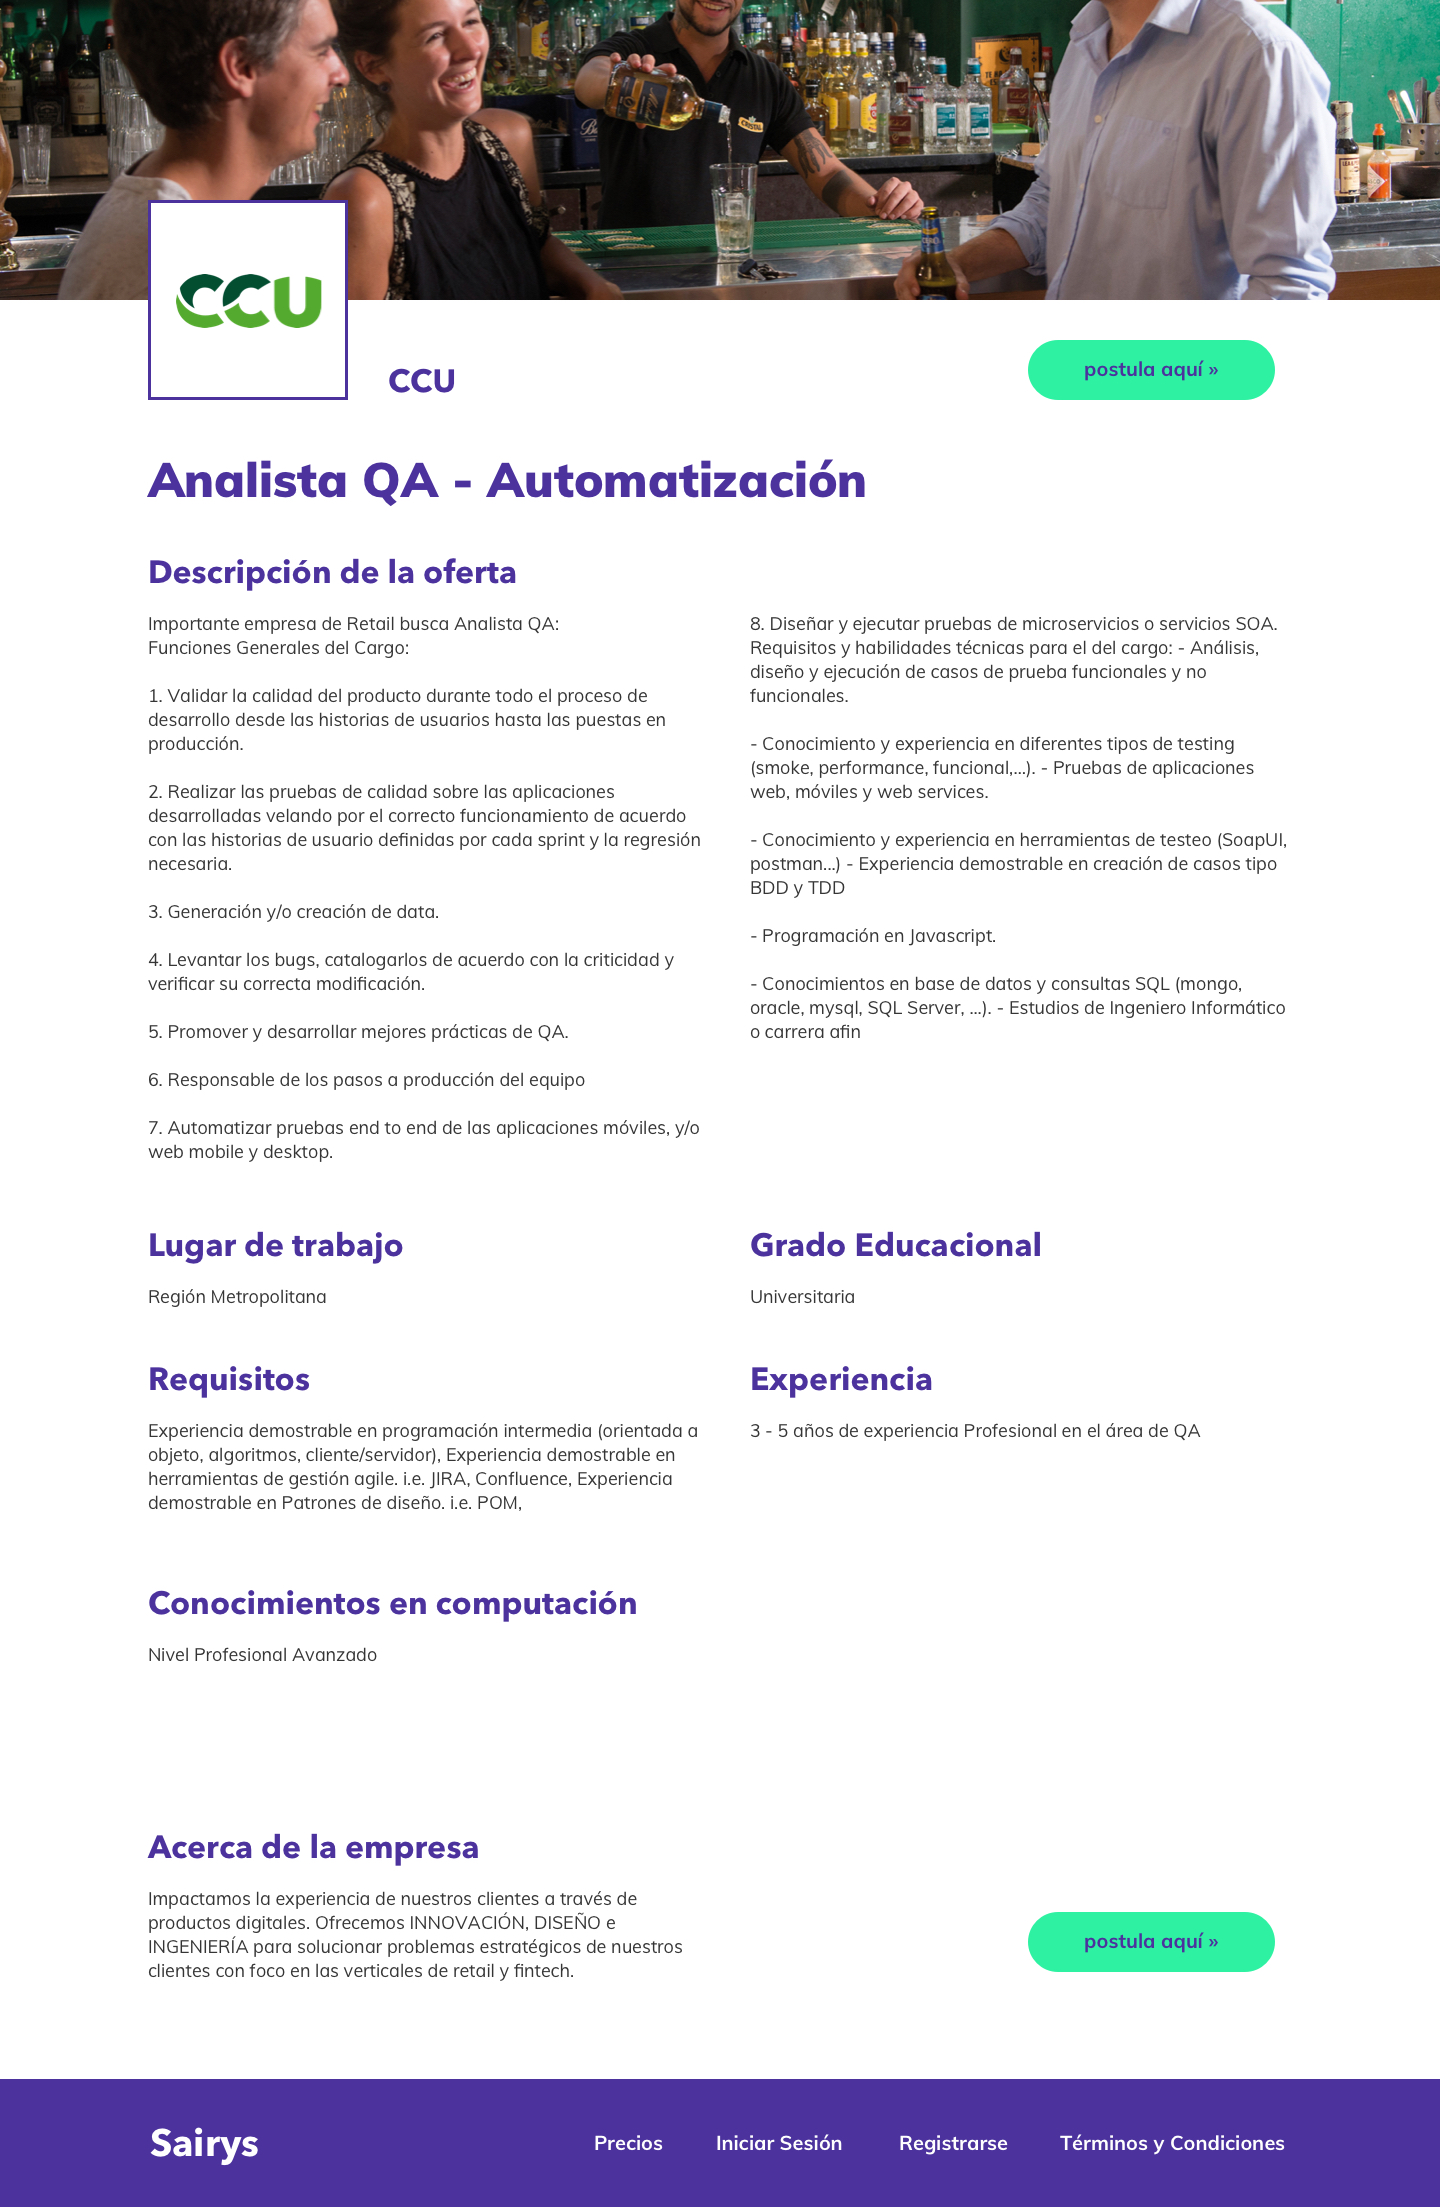 CRISTAL
CCU
CCU
postula aquí »
Analista QA - Automatización
Descripción de la oferta
Importante empresa de Retail busca Analista QA:
Funciones Generales del Cargo:
1. Validar la calidad del producto durante todo el proceso de
desarrollo desde las historias de usuarios hasta las puestas en
producción.
2. Realizar las pruebas de calidad sobre las aplicaciones
desarrolladas velando por el correcto funcionamiento de acuerdo
con las historias de usuario definidas por cada sprint y la regresión
necesaria.
3. Generación y/o creación de data.
4. Levantar los bugs, catalogarlos de acuerdo con la criticidad y
verificar su correcta modificación.
5. Promover y desarrollar mejores prácticas de QA.
6. Responsable de los pasos a producción del equipo
7. Automatizar pruebas end to end de las aplicaciones móviles, y/o
web mobile y desktop.
8. Diseñar y ejecutar pruebas de microservicios o servicios SOA.
Requisitos y habilidades técnicas para el del cargo: - Análisis,
diseño y ejecución de casos de prueba funcionales y no
funcionales.
- Conocimiento y experiencia en diferentes tipos de testing
(smoke, performance, funcional,...). - Pruebas de aplicaciones
web, móviles y web services.
- Conocimiento y experiencia en herramientas de testeo (SoapUI,
postman...) - Experiencia demostrable en creación de casos tipo
BDD y TDD
- Programación en Javascript.
- Conocimientos en base de datos y consultas SQL (mongo,
oracle, mysql, SQL Server, ...). - Estudios de Ingeniero Informático
o carrera afin
Lugar de trabajo
Región Metropolitana
Grado Educacional
Universitaria
Requisitos
Experiencia demostrable en programación intermedia (orientada a
objeto, algoritmos, cliente/servidor), Experiencia demostrable en
herramientas de gestión agile. i.e. JIRA, Confluence, Experiencia
demostrable en Patrones de diseño. i.e. POM,
Experiencia
3 - 5 años de experiencia Profesional en el área de QA
Conocimientos en computación
Nivel Profesional Avanzado
Acerca de la empresa
Impactamos la experiencia de nuestros clientes a través de
productos digitales. Ofrecemos INNOVACIÓN, DISEÑO e
INGENIERÍA para solucionar problemas estratégicos de nuestros
clientes con foco en las verticales de retail y fintech.
postula aquí »
Sairys
Precios
Iniciar Sesión
Registrarse
Términos y Condiciones